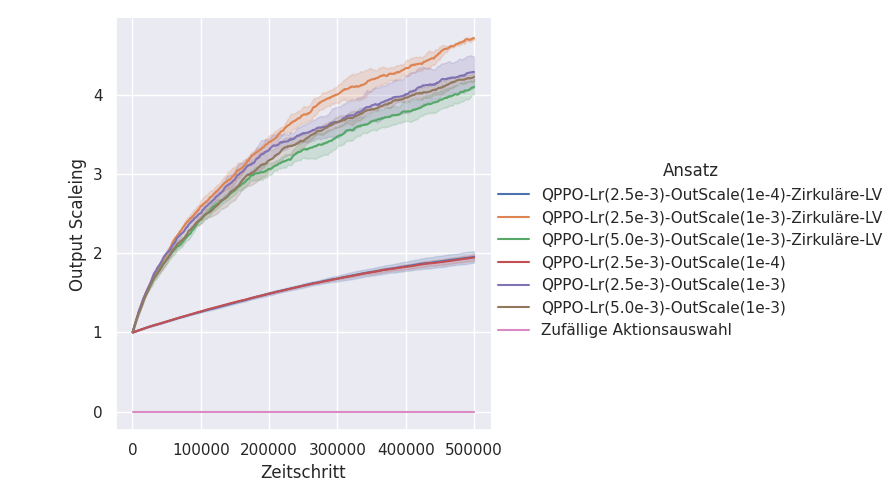 4
3
2
1
0
Output Scaleing
0
100000
200000
300000
400000
500000
Zeitschritt
Ansatz
QPPO-Lr(2.5e-3)-OutScale(1e-4)-Zirkuläre-LV
QPPO-Lr(2.5e-3)-OutScale(1e-3)-Zirkuläre-LV
QPPO-Lr(5.0e-3)-OutScale(1e-3)-Zirkuläre-LV
QPPO-Lr(2.5e-3)-OutScale(1e-4)
QPPO-Lr(2.5e-3)-OutScale(1e-3)
QPPO-Lr(5.0e-3)-OutScale(1e-3)
Zufällige Aktionsauswahl